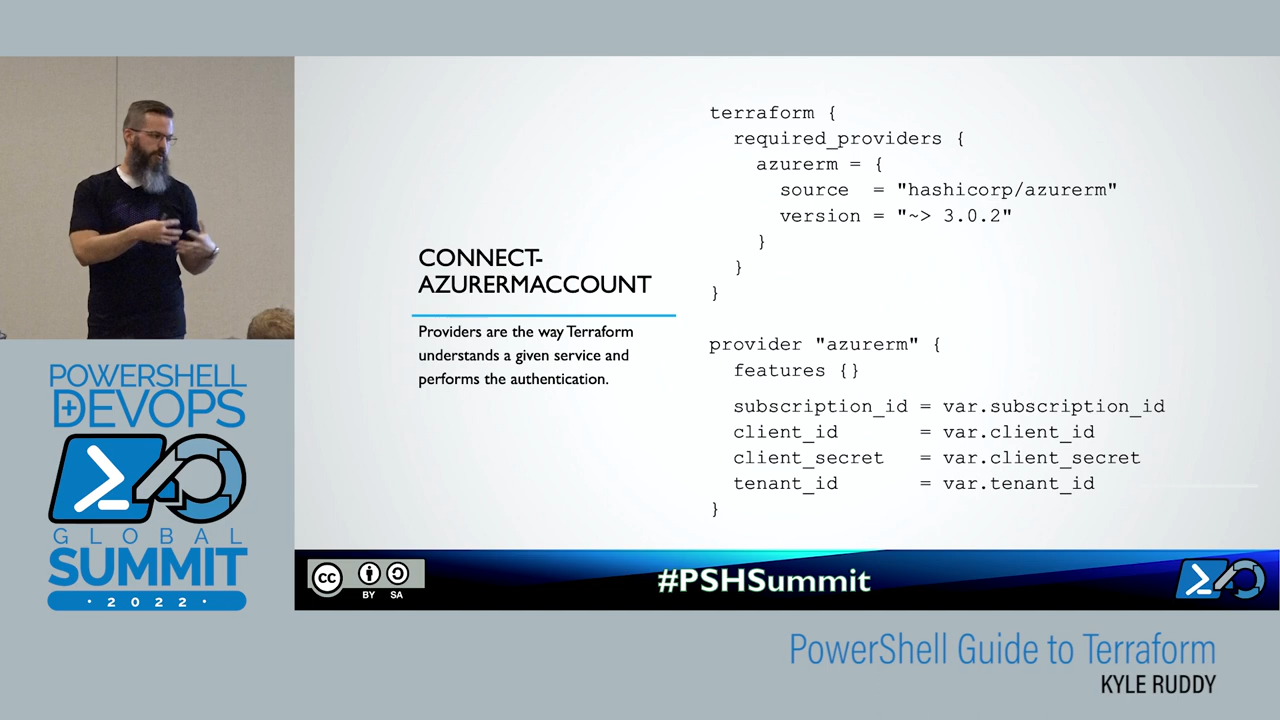 CONNECT-
AZURERMACCOUNT
Providers are the way Terraform
understands a given service and
performs the authentication.
terraform {
  required_providers {
    azurerm = {
      source  = "hashicorp/azurerm"
      version = "~> 3.0.2"
    }
  }
}
provider "azurerm" {
  features {}
  subscription_id = var.subscription_id
  client_id       = var.client_id
  client_secret   = var.client_secret
  tenant_id       = var.tenant_id
}
POWERSHELL
DEVOPS
GLOBAL
SUMMIT
· 2022 ·
cc
BY SA
#PSHSummit
PowerShell Guide to Terraform
KYLE RUDDY